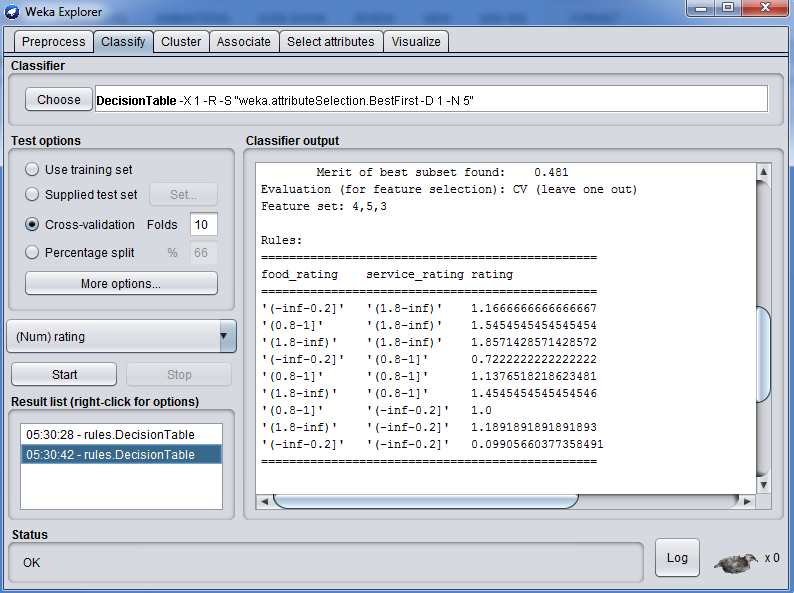 Weka Explorer
Preprocess Classify Cluster Associate Select attributes Visualize
Classifier
Choose DecisionTable -X 1 -R -S "weka.attributeSelection.BestFirst -D 1 -N 5"
Test options
Use training set
Supplied test set Set...
Cross-validation Folds 10
Percentage split % 66
More options...
(Num) rating
Start Stop
Result list (right-click for options)
05:30:28 - rules.DecisionTable
05:30:42 - rules.DecisionTable
Classifier output
Merit of best subset found: 0.481
Evaluation (for feature selection): CV (leave one out)
Feature set: 4,5,3
Rules:
================================================
food_rating service_rating rating
================================================
'(-inf-0.2]' '(1.8-inf)' 1.1666666666666667
'(0.8-1]' '(1.8-inf)' 1.5454545454545454
'(1.8-inf)' '(1.8-inf)' 1.8571428571428572
'(-inf-0.2]' '(0.8-1]' 0.7222222222222222
'(0.8-1]' '(0.8-1]' 1.1376518218623481
'(1.8-inf)' '(0.8-1]' 1.4545454545454546
'(0.8-1]' '(-inf-0.2]' 1.0
'(1.8-inf)' '(-inf-0.2]' 1.1891891891891893
'(-inf-0.2]' '(-inf-0.2]' 0.09905660377358491
================================================
Status
OK
Log x 0